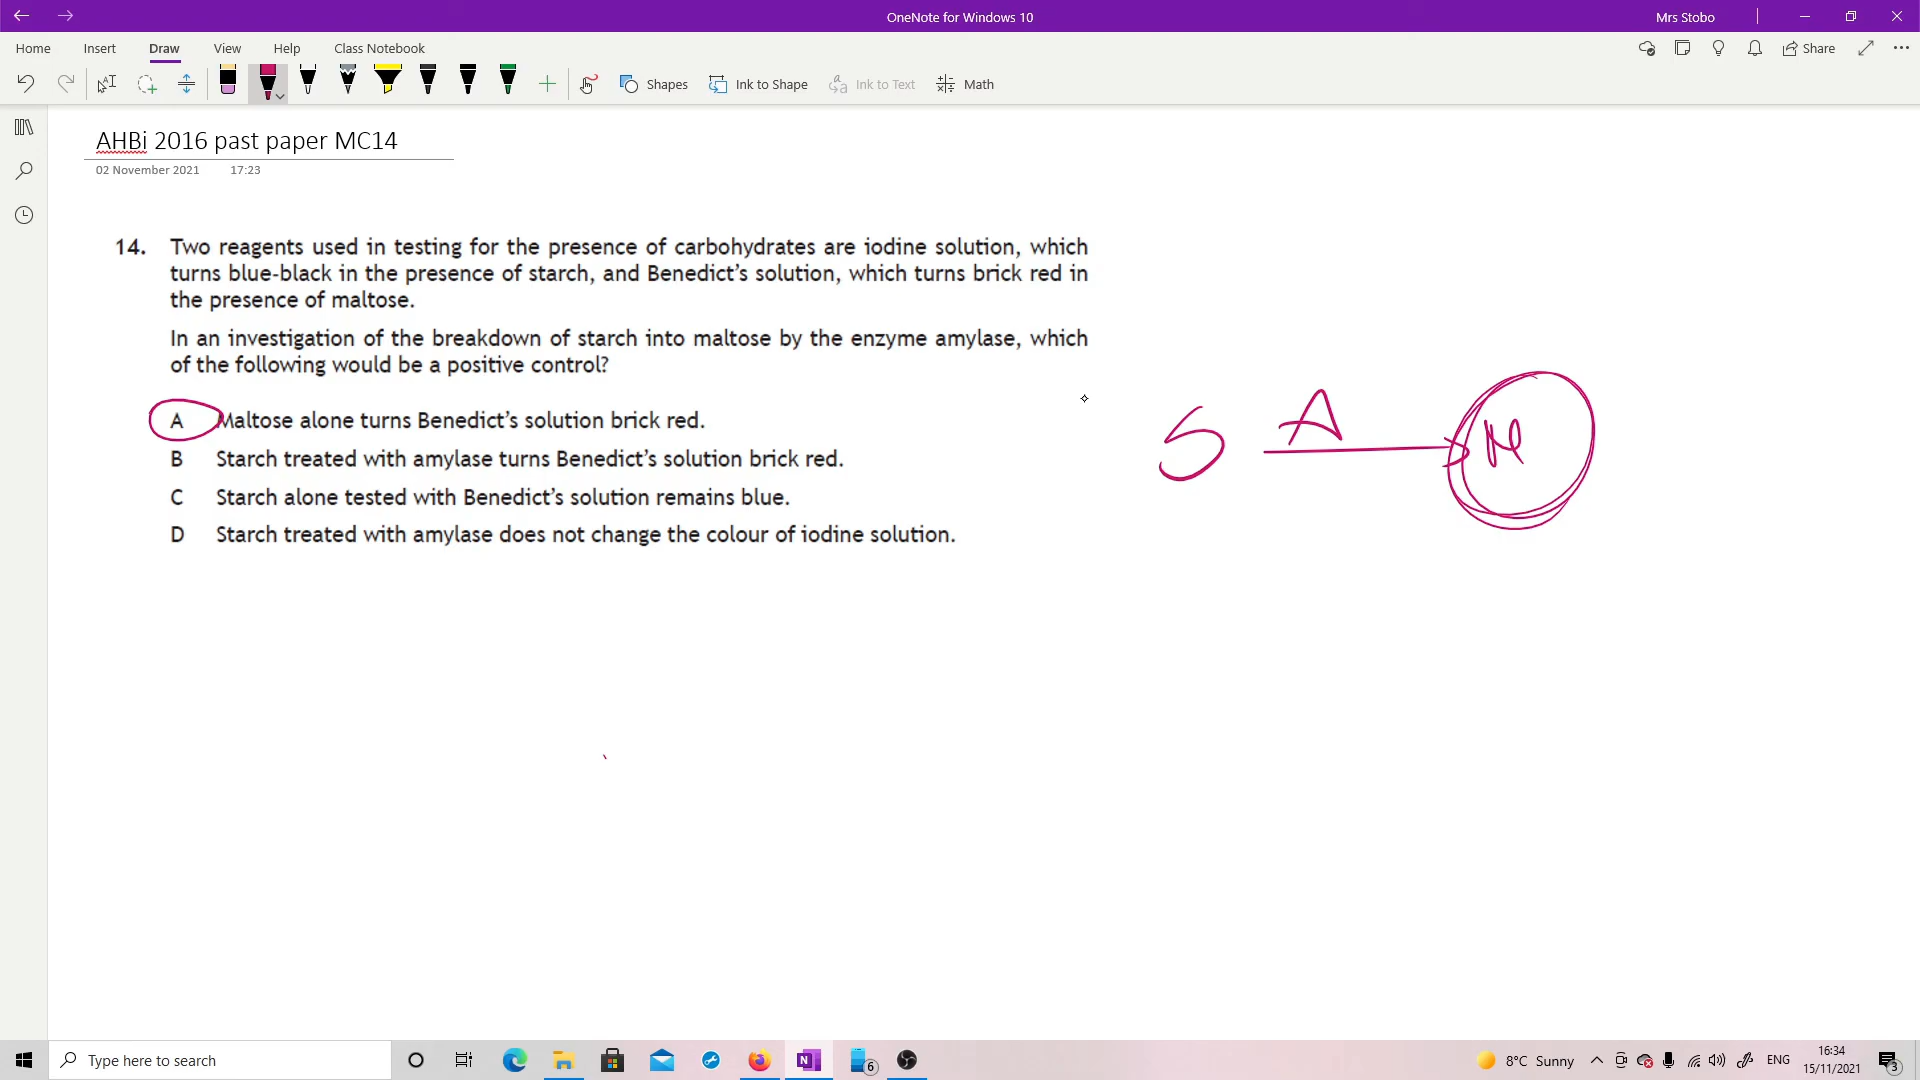 OneNote for Windows 10
Mrs Stobo
Home Insert Draw View Help Class Notebook
Share
Shapes Ink to Shape Ink to Text Math
AHBi 2016 past paper MC14
02 November 2021 17:23
14. Two reagents used in testing for the presence of carbohydrates are iodine solution, which
turns blue-black in the presence of starch, and Benedict's solution, which turns brick red in
the presence of maltose.
In an investigation of the breakdown of starch into maltose by the enzyme amylase, which
of the following would be a positive control?
A Maltose alone turns Benedict's solution brick red.
B Starch treated with amylase turns Benedict's solution brick red.
C Starch alone tested with Benedict's solution remains blue.
D Starch treated with amylase does not change the colour of iodine solution.
S A M
Type here to search
6
8°C Sunny
ENG
16:34
15/11/2021
3